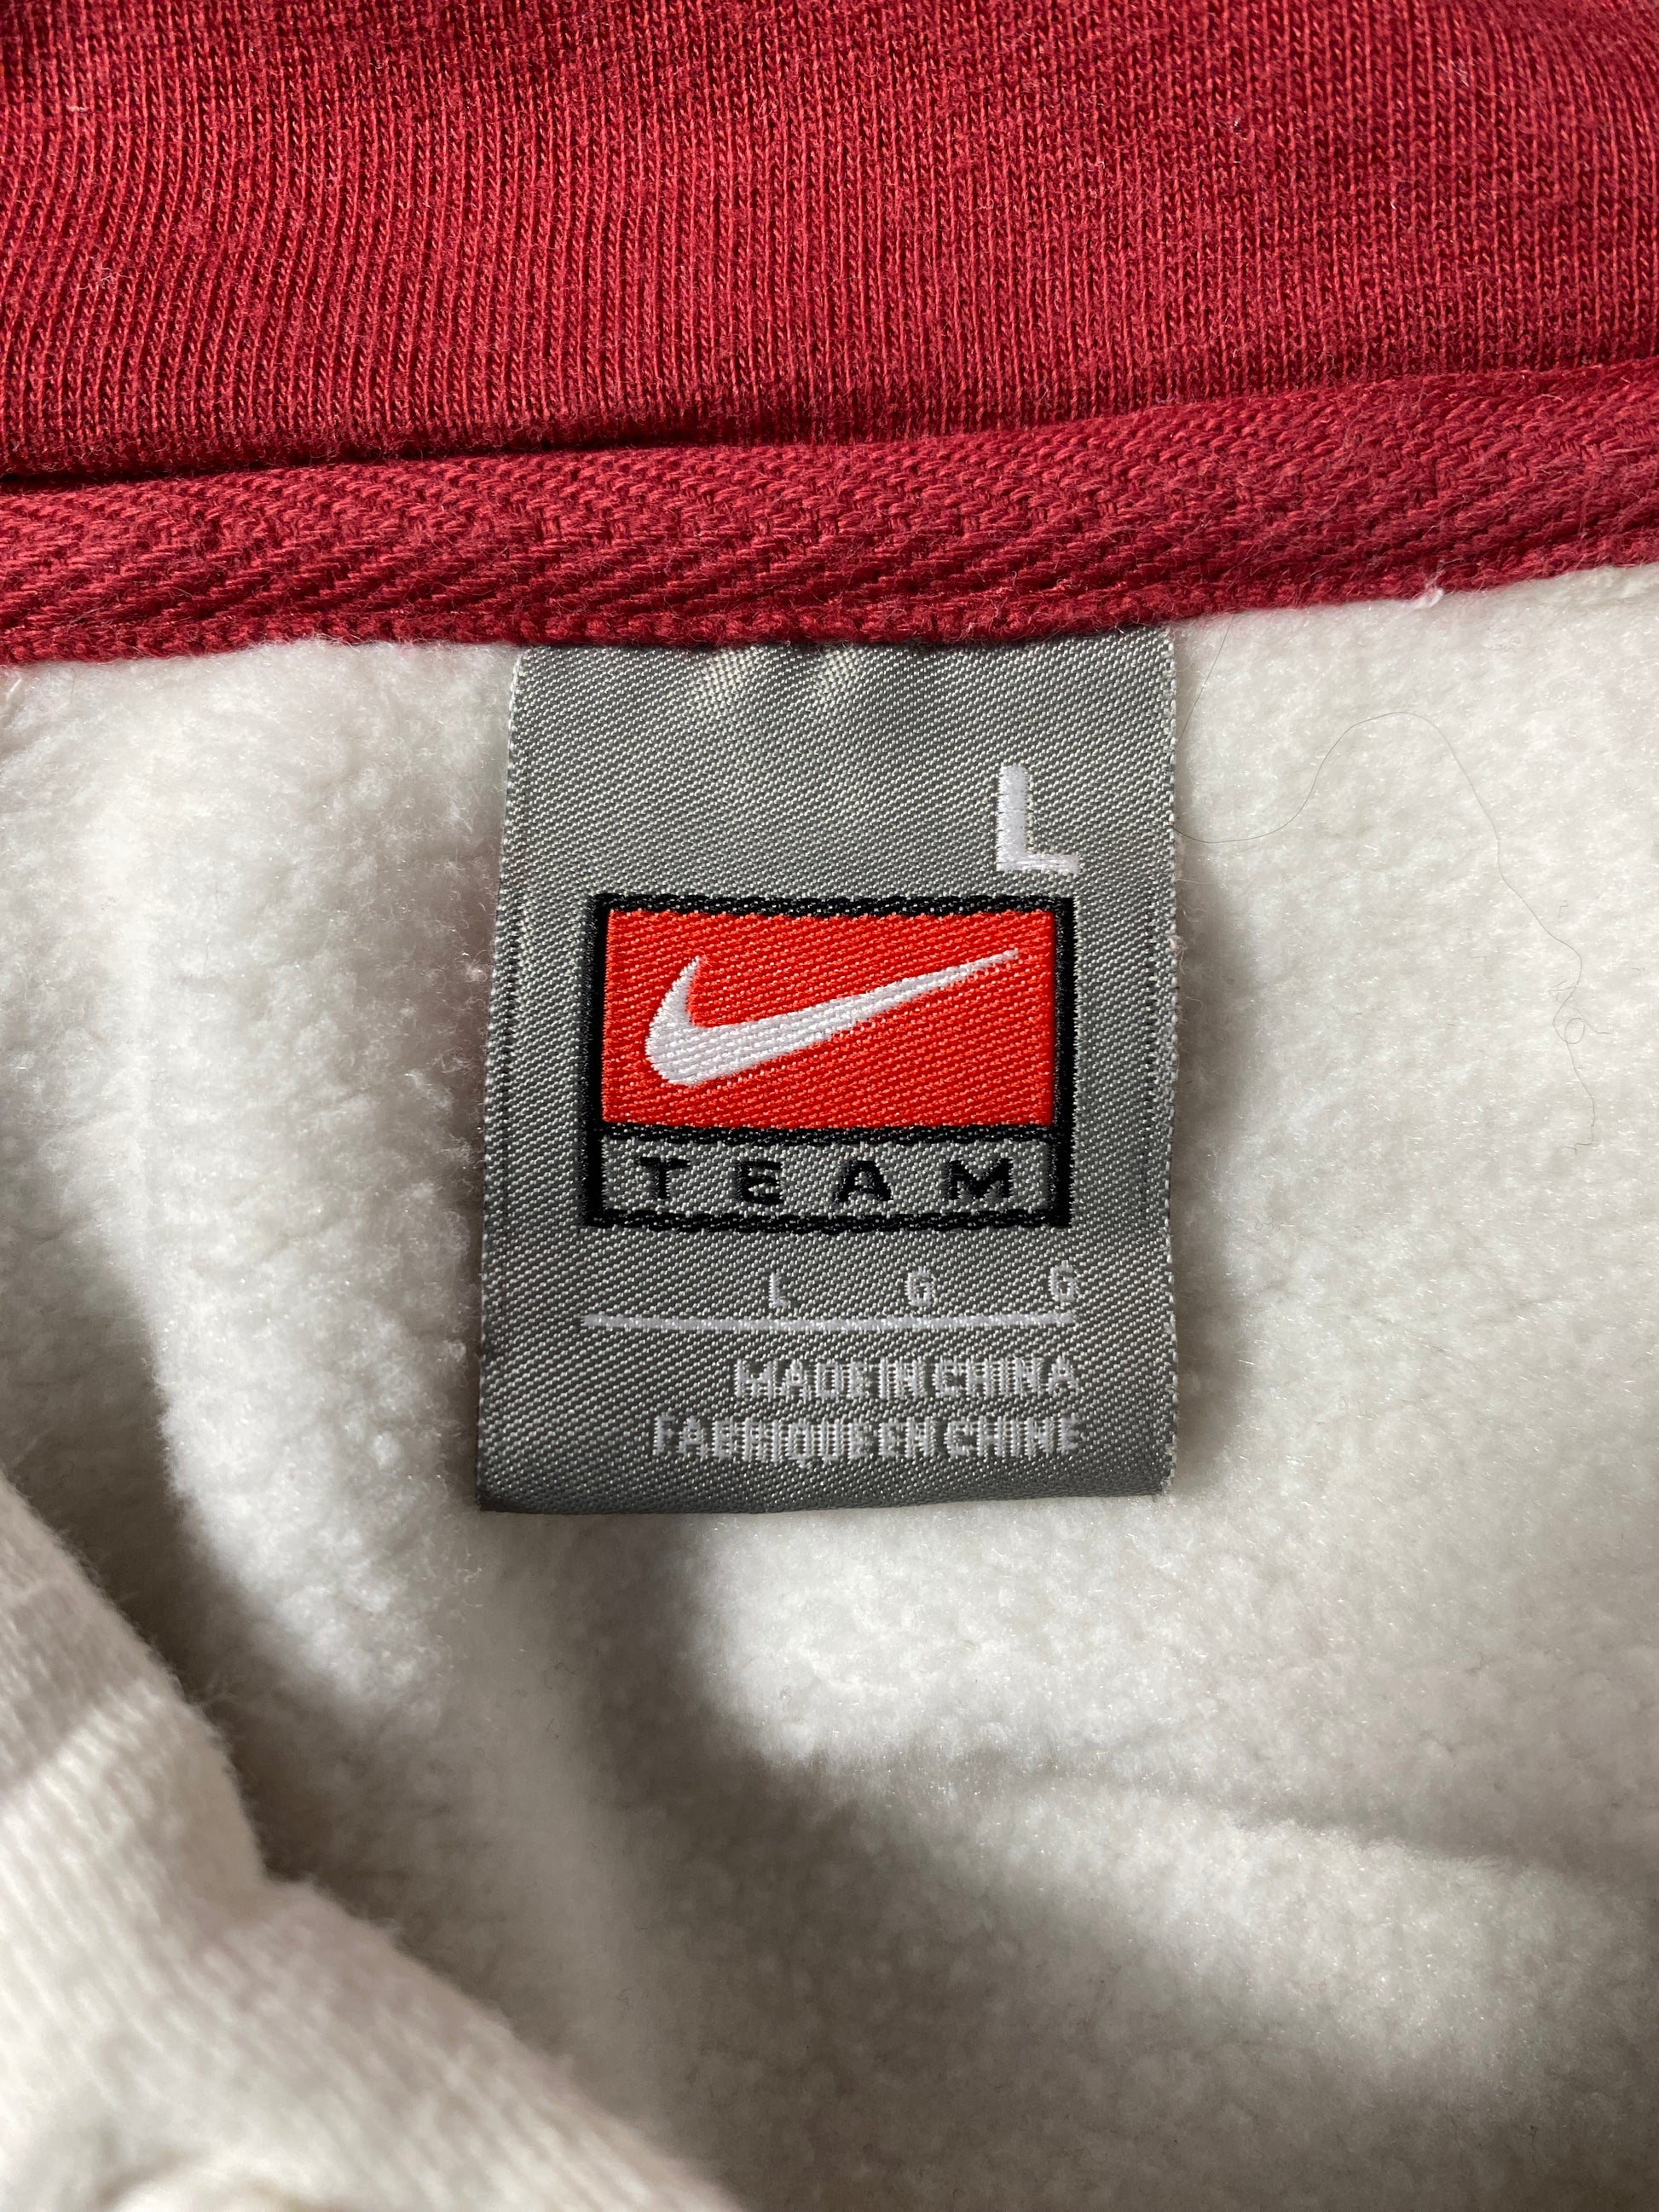 L
TEAM
L G G
MADE IN CHINA
FABRIQUE EN CHINE